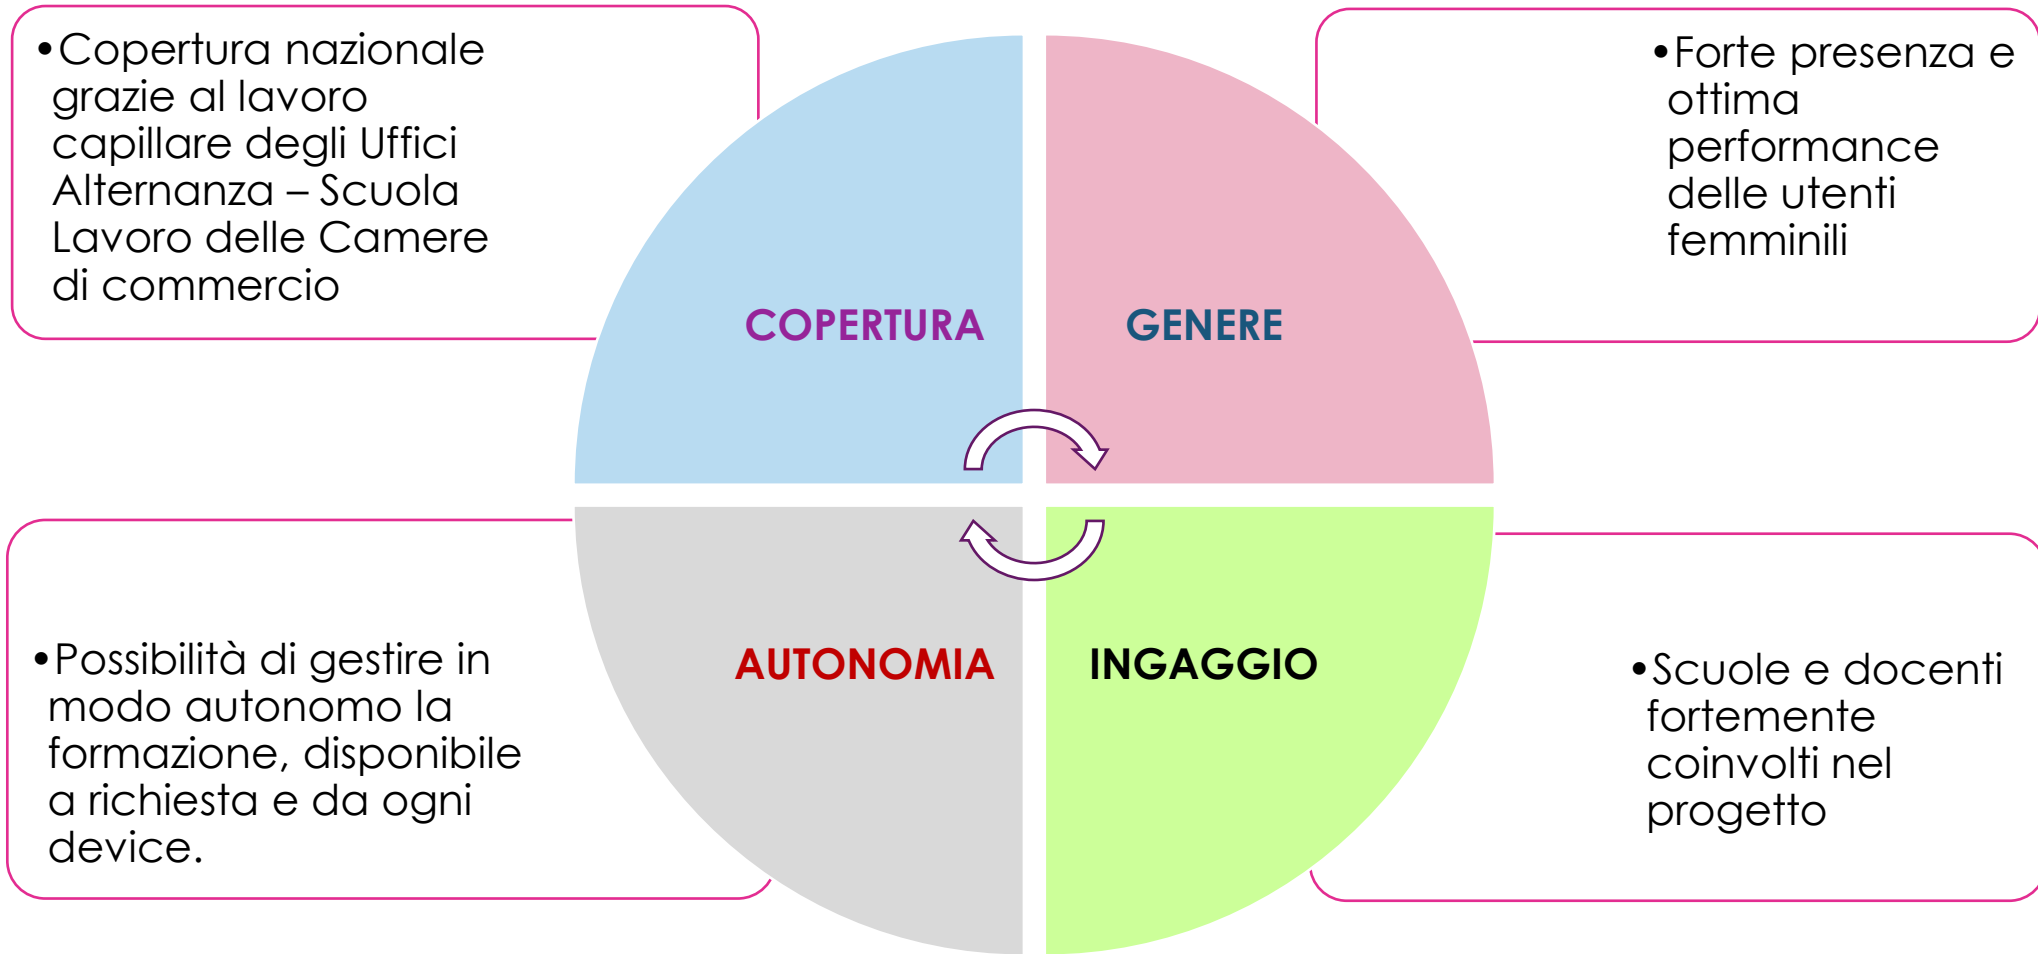 •Copertura nazionale
grazie al lavoro
capillare degli Uffici
Alternanza – Scuola
Lavoro delle Camere
di commercio
COPERTURA
•Forte presenza e
ottima
performance
delle utenti
femminili
GENERE
•Possibilità di gestire in
modo autonomo la
formazione, disponibile
a richiesta e da ogni
device.
AUTONOMIA
INGAGGIO
•Scuole e docenti
fortemente
coinvolti nel
progetto